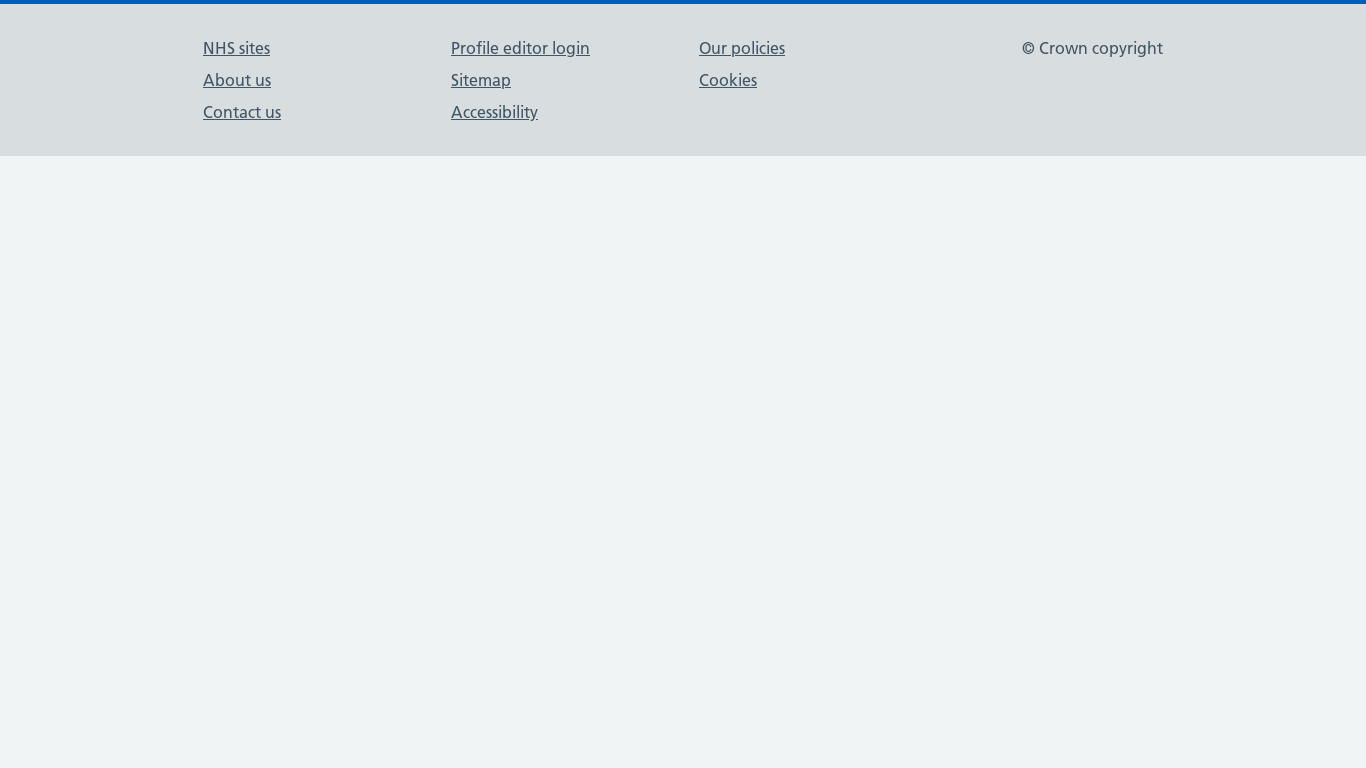 NHS sites
About us
Contact us
Profile editor login
Sitemap
Accessibility
Our policies
Cookies
© Crown copyright